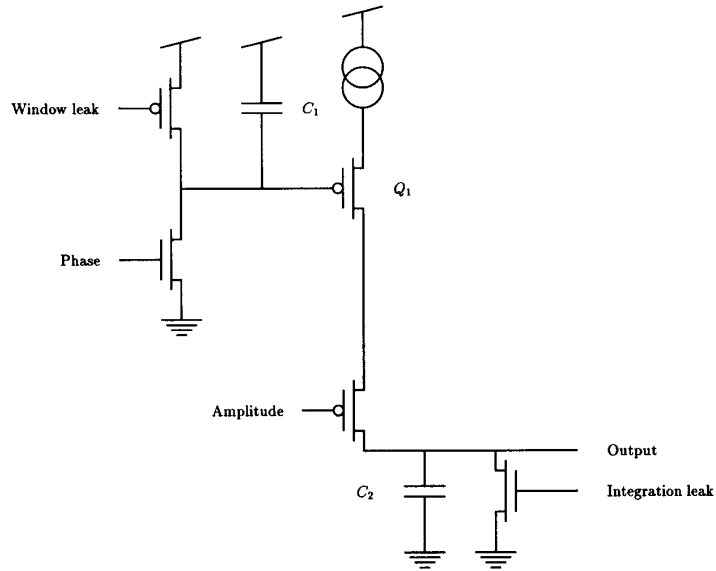 Window leak
C₁
Q₁
Phase
Amplitude
Output
C₂
Integration leak